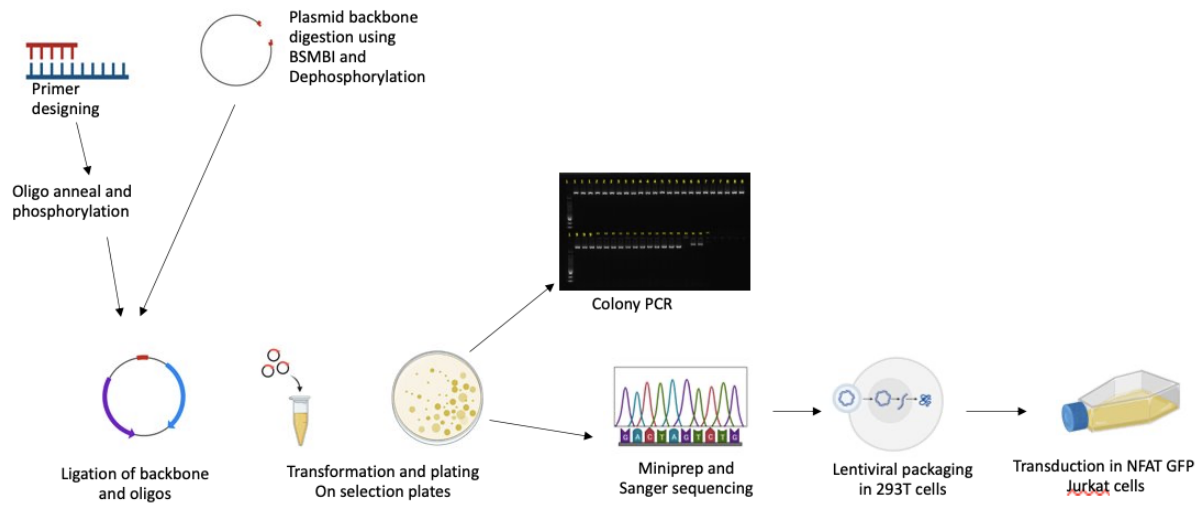 Plasmid backbone
digestion using
BSMBI and
Dephosphorylation
Primer
designing
Oligo anneal and
phosphorylation
Colony PCR
Ligation of backbone
and oligos
Transformation and plating
On selection plates
G A C T A G T C T G
Miniprep and
Sanger sequencing
Lentiviral packaging
in 293T cells
Transduction in NFAT GFP
Jurkat cells